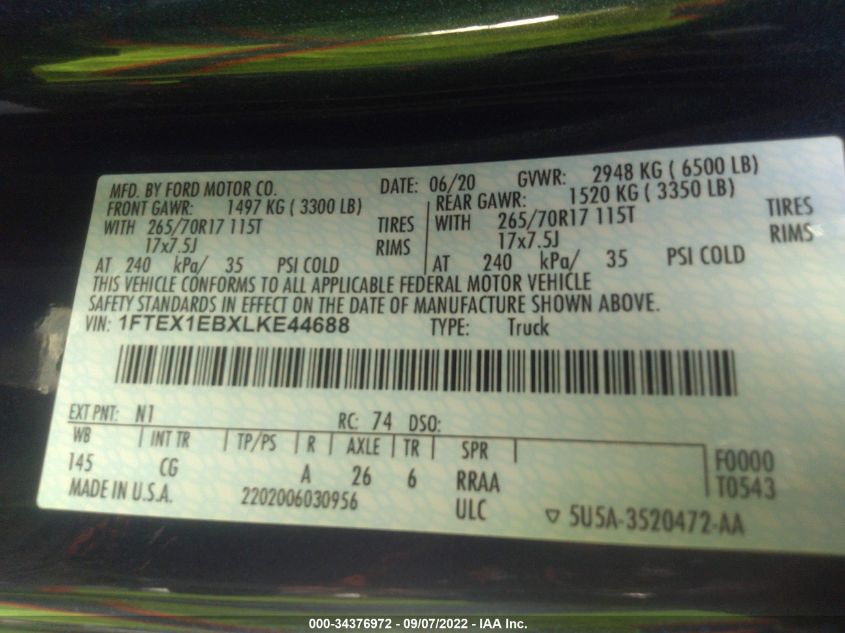 MFD. BY FORD MOTOR CO. DATE: 06/20 GVWR: 2948 KG ( 6500 LB)
FRONT GAWR: 1497 KG ( 3300 LB) REAR GAWR: 1520 KG ( 3350 LB)
WITH 265/70R17 115T TIRES WITH 265/70R17 115T TIRES
17x7.5J RIMS 17x7.5J RIMS
AT 240 kPa/ 35 PSI COLD AT 240 kPa/ 35 PSI COLD
THIS VEHICLE CONFORMS TO ALL APPLICABLE FEDERAL MOTOR VEHICLE
SAFETY STANDARDS IN EFFECT ON THE DATE OF MANUFACTURE SHOWN ABOVE.
VIN: 1FTEX1EBXLKE44688 TYPE: Truck
EXT PNT: N1 RC: 74 DSO:
WB INT TR TP/PS R AXLE TR SPR F0000
145 CG A 26 6 RRAA T0543
MADE IN U.S.A. 2202006030956 ULC ▽ 5U5A-3520472-AA
000-34376972 - 09/07/2022 - IAA Inc.